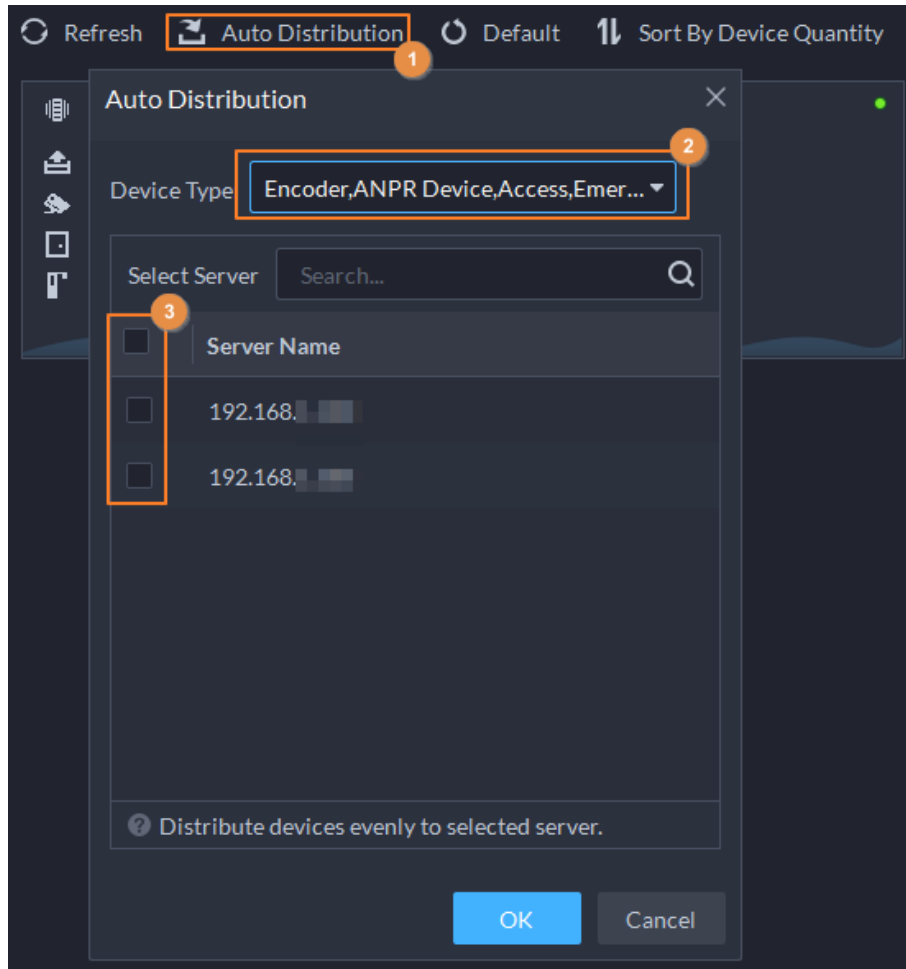 Refresh Auto Distribution Default Sort By Device Quantity
1
Auto Distribution
2
Device Type Encoder,ANPR Device,Access,Emer...
Select Server Search...
3
Server Name
192.168.
192.168.
Distribute devices evenly to selected server.
OK Cancel